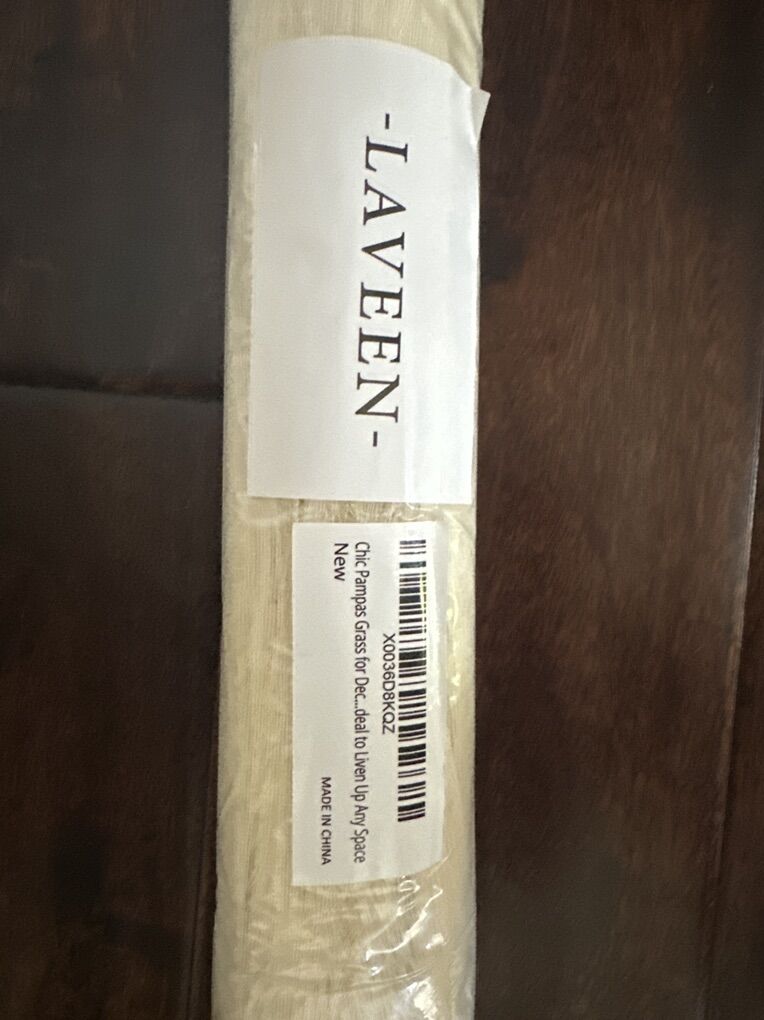 -LAVEEN-
X0036D8KQZ
Chic Pampas Grass for Dec...deal to Liven Up Any Space
New
MADE IN CHINA